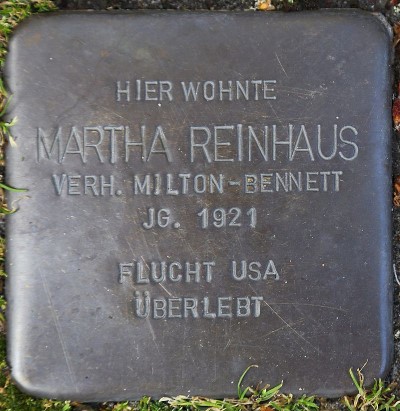 HIER WOHNTE
MARTHA REINHAUS
VERH. MILTON-BENNETT
JG. 1921
FLUCHT USA
ÜBERLEBT